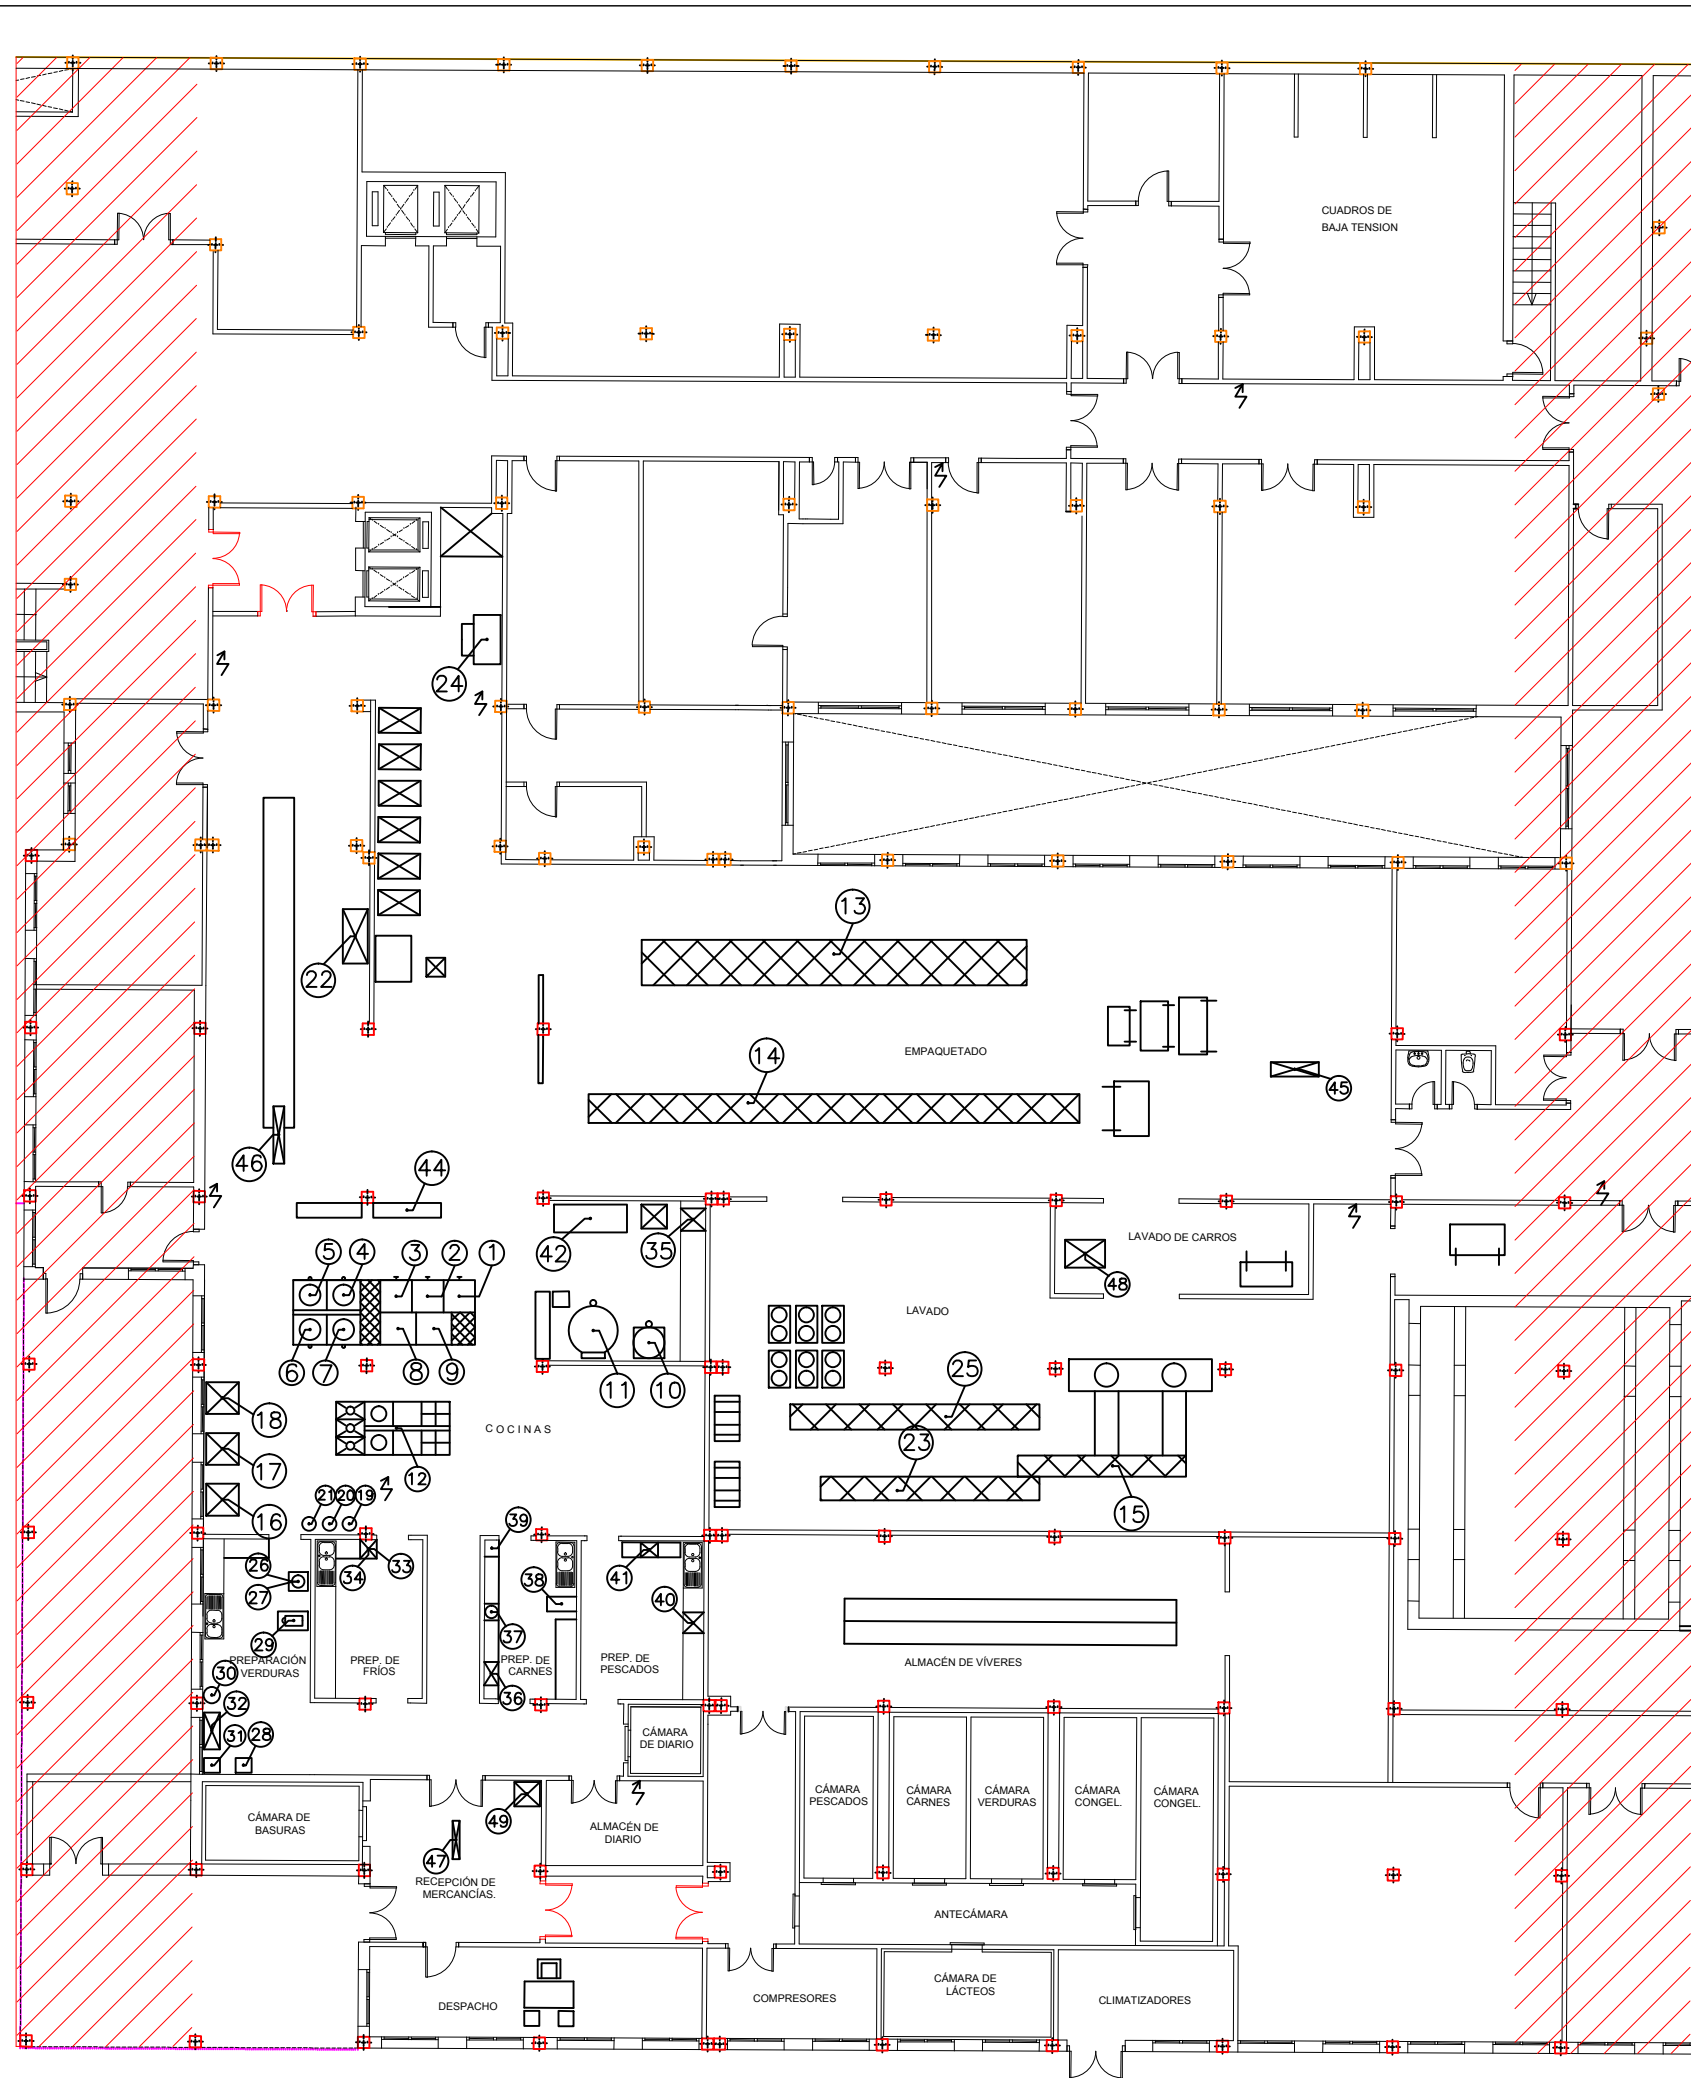 CUADROS DE
BAJA TENSION
24
13
22
14
EMPAQUETADO
45
46
44
5
4
3
2
1
42
35
LAVADO DE CARROS
48
LAVADO
6
7
8
9
11
10
25
18
COCINAS
23
17
12
21
20
19
16
15
39
26
34
33
41
38
27
40
29
37
PREPARACIÓN
VERDURAS
PREP. DE
FRÍOS
PREP. DE
CARNES
PREP. DE
PESCADOS
ALMACÉN DE VÍVERES
30
36
32
31
28
CÁMARA
DE DIARIO
CÁMARA
PESCADOS
CÁMARA
CARNES
CÁMARA
VERDURAS
CÁMARA
CONGEL.
CÁMARA
CONGEL.
49
CÁMARA DE
BASURAS
ALMACÉN DE
DIARIO
47
RECEPCIÓN DE
MERCANCÍAS.
ANTECÁMARA
DESPACHO
COMPRESORES
CÁMARA DE
LÁCTEOS
CLIMATIZADORES